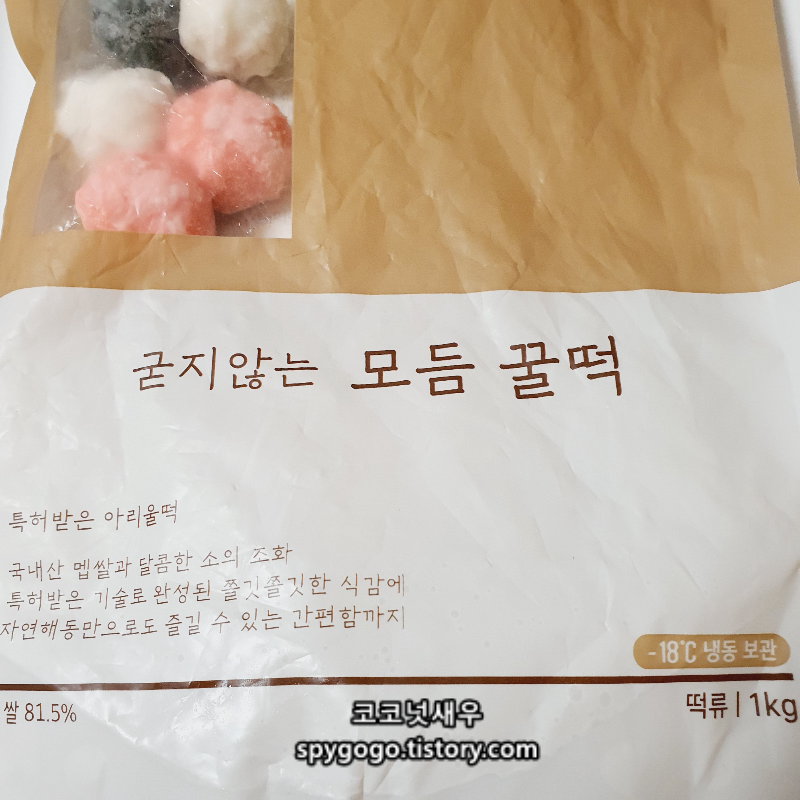 굳지않는 모듬 꿀떡
특허받은 아리울떡
국내산 멥쌀과 달콤한 소의 조화
특허받은 기술로 완성된 쫄깃쫄깃한 식감에
자연해동만으로도 즐길 수 있는 간편함까지
-18℃ 냉동 보관
쌀 81.5%
떡류 | 1kg
코코넛새우
spygogo.tistory.com